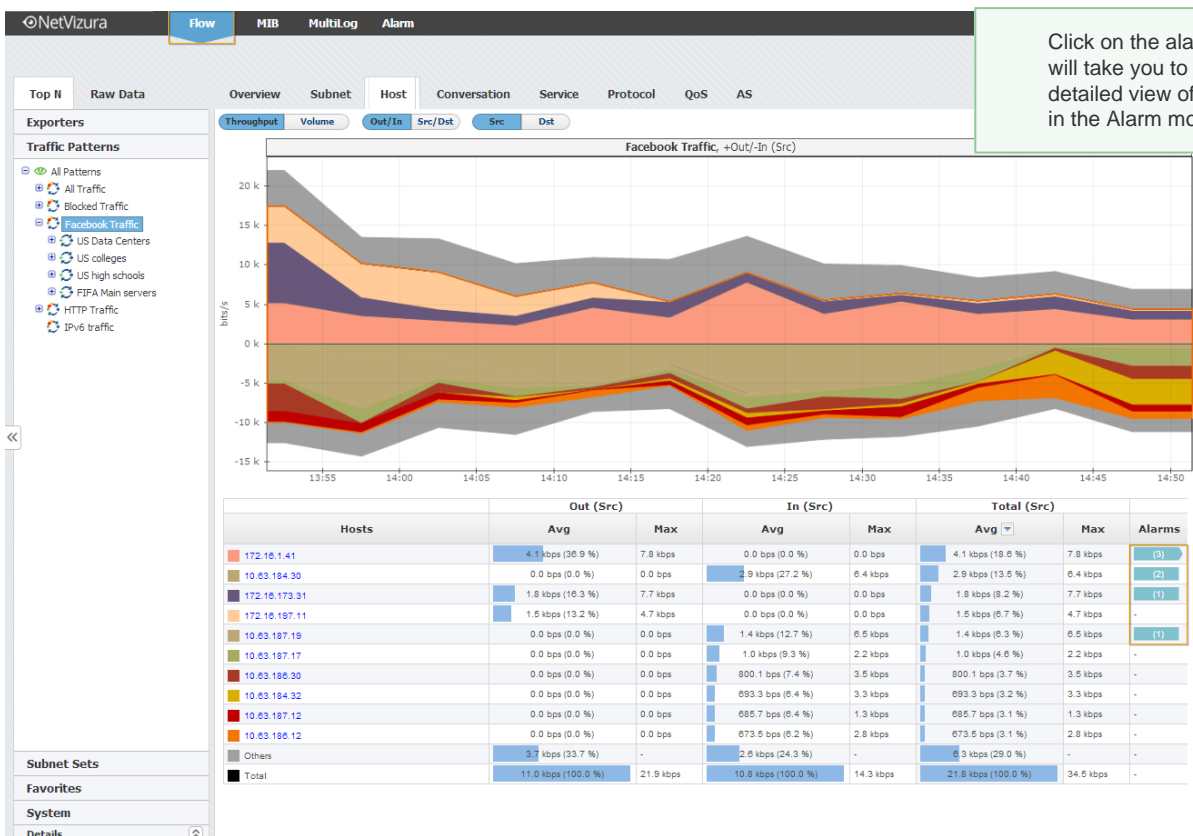 NetVizura
Flow MIB MultiLog Alarm
Click on the ala
will take you to
detailed view of
in the Alarm mo
Top N Raw Data
Overview Subnet Host Conversation Service Protocol QoS AS
Exporters
Traffic Patterns
All Patterns
All Traffic
Blocked Traffic
Facebook Traffic
US Data Centers
US colleges
US high schools
FIFA Main servers
HTTP Traffic
IPv6 traffic
Subnet Sets
Favorites
System
Details
Throughput Volume Out/In Src/Dst Src Dst
Facebook Traffic, +Out/-In (Src)
bits/s
20 k
15 k
10 k
5 k
0 k
-5 k
-10 k
-15 k
13:55 14:00 14:05 14:10 14:15 14:20 14:25 14:30 14:35 14:40 14:45 14:50
Out (Src) In (Src) Total (Src)
Hosts Avg Max Avg Max Avg Max Alarms
172.16.1.41 4.1 kbps (36.9 %) 7.8 kbps 0.0 bps (0.0 %) 0.0 bps 4.1 kbps (18.6 %) 7.8 kbps (3)
10.63.184.30 0.0 bps (0.0 %) 0.0 bps 2.9 kbps (27.2 %) 6.4 kbps 2.9 kbps (13.5 %) 6.4 kbps (2)
172.16.173.31 1.8 kbps (16.3 %) 7.7 kbps 0.0 bps (0.0 %) 0.0 bps 1.8 kbps (8.2 %) 7.7 kbps (1)
172.16.197.11 1.5 kbps (13.2 %) 4.7 kbps 0.0 bps (0.0 %) 0.0 bps 1.5 kbps (6.7 %) 4.7 kbps -
10.63.187.19 0.0 bps (0.0 %) 0.0 bps 1.4 kbps (12.7 %) 6.5 kbps 1.4 kbps (6.3 %) 6.5 kbps (1)
10.63.187.17 0.0 bps (0.0 %) 0.0 bps 1.0 kbps (9.3 %) 2.2 kbps 1.0 kbps (4.6 %) 2.2 kbps -
10.63.186.30 0.0 bps (0.0 %) 0.0 bps 800.1 bps (7.4 %) 3.5 kbps 800.1 bps (3.7 %) 3.5 kbps -
10.63.184.32 0.0 bps (0.0 %) 0.0 bps 693.3 bps (6.4 %) 3.3 kbps 693.3 bps (3.2 %) 3.3 kbps -
10.63.187.12 0.0 bps (0.0 %) 0.0 bps 685.7 bps (6.4 %) 1.3 kbps 685.7 bps (3.1 %) 1.3 kbps -
10.63.186.12 0.0 bps (0.0 %) 0.0 bps 673.5 bps (6.2 %) 2.8 kbps 673.5 bps (3.1 %) 2.8 kbps -
Others 3.7 kbps (33.7 %) - 2.6 kbps (24.3 %) - 6.3 kbps (29.0 %) - -
Total 11.0 kbps (100.0 %) 21.9 kbps 10.8 kbps (100.0 %) 14.3 kbps 21.8 kbps (100.0 %) 34.5 kbps -